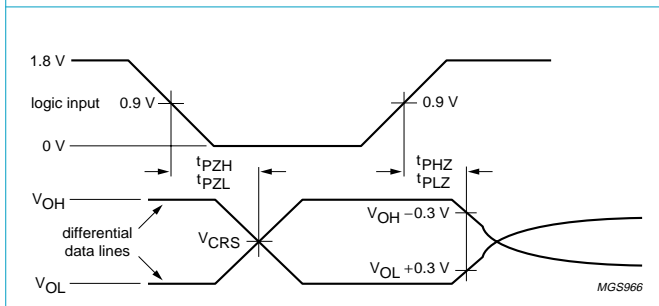 1.8 V
logic input 0.9 V 0.9 V
0 V
tPZH tPHZ
tPZL tPLZ
VOH
VOH −0.3 V
differential
data lines
VCRS
VOL +0.3 V
VOL
MGS966